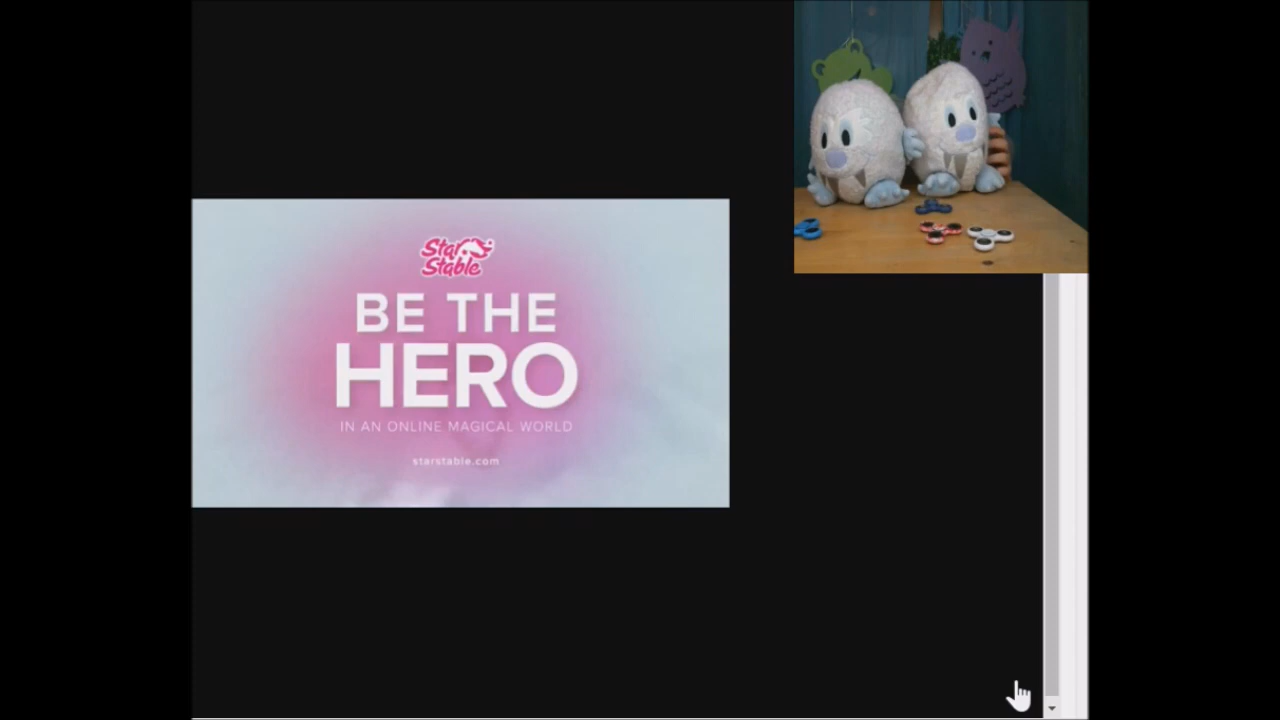 Star
Stable
BE THE
HERO
IN AN ONLINE MAGICAL WORLD
starstable.com